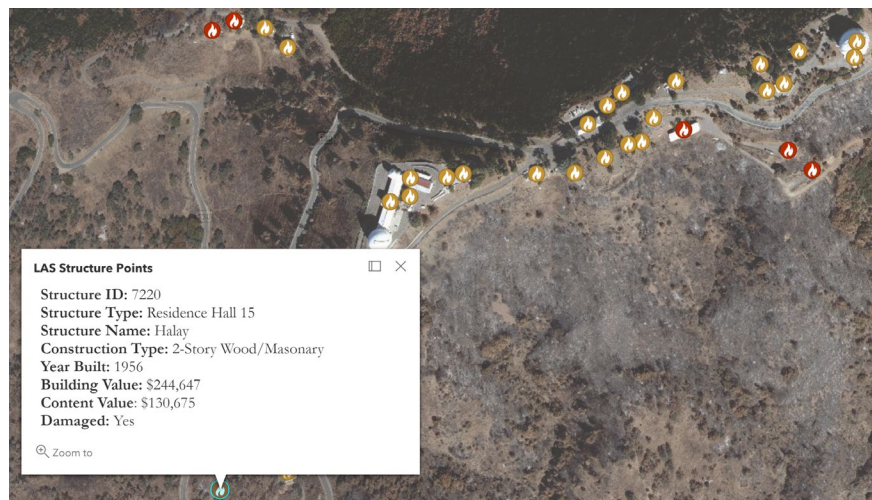 LAS Structure Points
Structure ID: 7220
Structure Type: Residence Hall 15
Structure Name: Halay
Construction Type: 2-Story Wood/Masonary
Year Built: 1956
Building Value: $244,647
Content Value: $130,675
Damaged: Yes
Zoom to